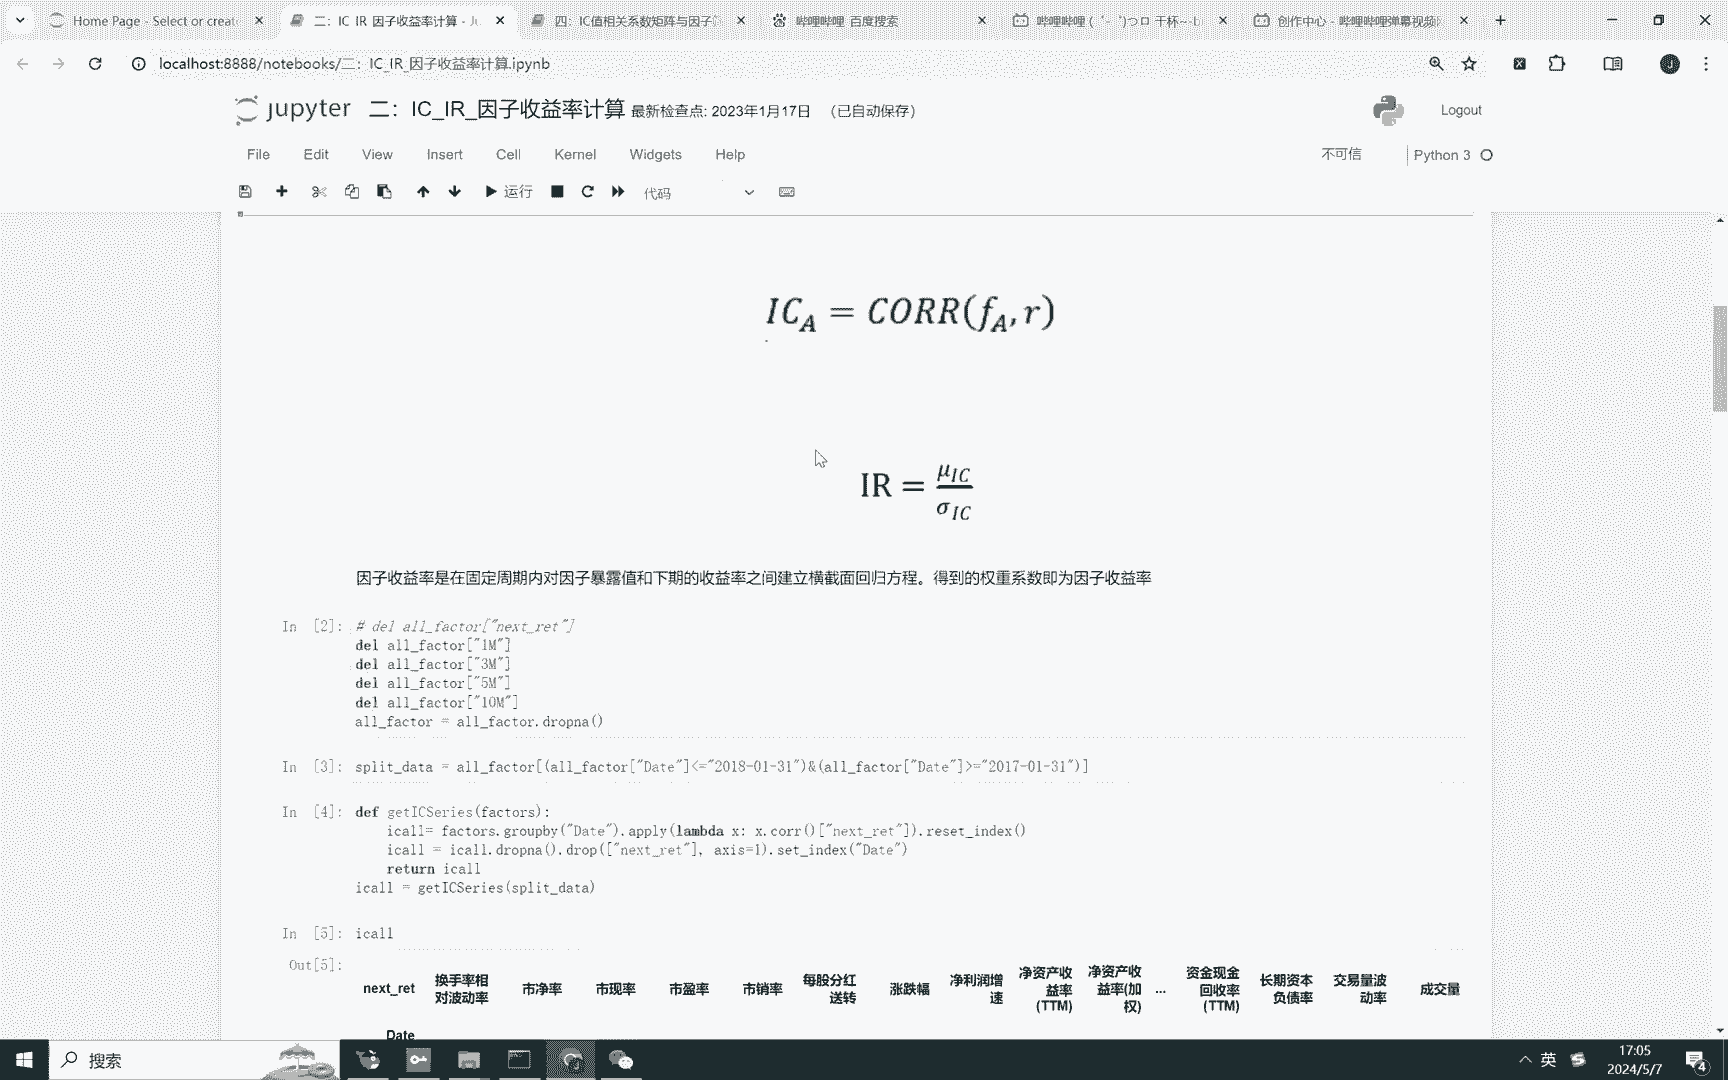 Home Page - Select or create
二：IC_IR_因子收益率计算 - Ju
四：IC值相关系数矩阵与因子
哔哩哔哩_百度搜索
哔哩哔哩 (゜-゜)つロ 干杯~-b
创作中心 - 哔哩哔哩弹幕视频
localhost:8888/notebooks/二：IC_IR_因子收益率计算.ipynb
jupyter 二：IC_IR_因子收益率计算 最新检查点: 2023年1月17日 （已自动保存）
Logout
File Edit View Insert Cell Kernel Widgets Help
不可信 Python 3
运行 代码
IC_A = CORR(f_A, r)
IR = μ_IC / σ_IC
因子收益率是在固定周期内对因子暴露值和下期的收益率之间建立横截面回归方程。得到的权重系数即为因子收益率
In [2]: # del all_factor["next_ret"]
del all_factor["1M"]
del all_factor["3M"]
del all_factor["5M"]
del all_factor["10M"]
all_factor = all_factor.dropna()
In [3]: split_data = all_factor[(all_factor["Date"]<="2018-01-31")&(all_factor["Date"]>="2017-01-31")]
In [4]: def getICSeries(factors):
icall= factors.groupby("Date").apply(lambda x: x.corr()["next_ret"]).reset_index()
icall = icall.dropna().drop(["next_ret"], axis=1).set_index("Date")
return icall
icall = getICSeries(split_data)
In [5]: icall
Out[5]:
next_ret 换手率相对波动率 市净率 市现率 市盈率 市销率 每股分红送转 涨跌幅 净利润增速 净资产收益率(TTM) 净资产收益率(加权) ... 资金现金回收率(TTM) 长期资本负债率 交易量波动率 成交量
Date
搜索
英
17:05
2024/5/7
4